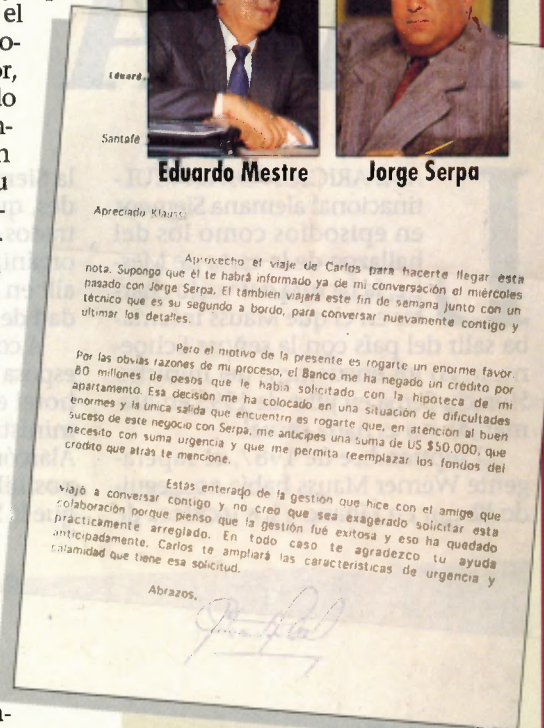 el
Eduard
Santafé
Eduardo Mestre
Jorge Serpa
Apreciado Klauss:
Aprovecho el viaje de Carlos para hacerte llegar esta
nota. Supongo que él te habrá informado ya de mi conversación el miércoles
pasado con Jorge Serpa. El tambien viajará este fin de semana junto con un
técnico que es su segundo a bordo, para conversar nuevamente contigo y
ultimar los detalles.
Pero el motivo de la presente es rogarte un enorme favor.
Por las obvias razones de mi proceso, el Banco me ha negado un crédito por
80 millones de pesos que le había solicitado con la hipoteca de mi
apartamento. Esa decisión me ha colocado en una situación de dificultades
enormes y la única salida que encuentro es rogarte que, en atención al buen
suceso de este negocio con Serpa, me anticipes una suma de US $50.000, que
necesito con suma urgencia y que me permita reemplazar los fondos del
crédito que atrás te mencione.
Estás enterado de la gestión que hice con el amigo que
viajó a conversar contigo y no creo que sea exagerado solicitar esta
colaboración porque pienso que la gestión fué exitosa y eso ha quedado
prácticamente arreglado. En todo caso te agradezco tu ayuda
anticipadamente. Carlos te ampliará las características de urgencia y
calamidad que tiene esa solicitud.
Abrazos,